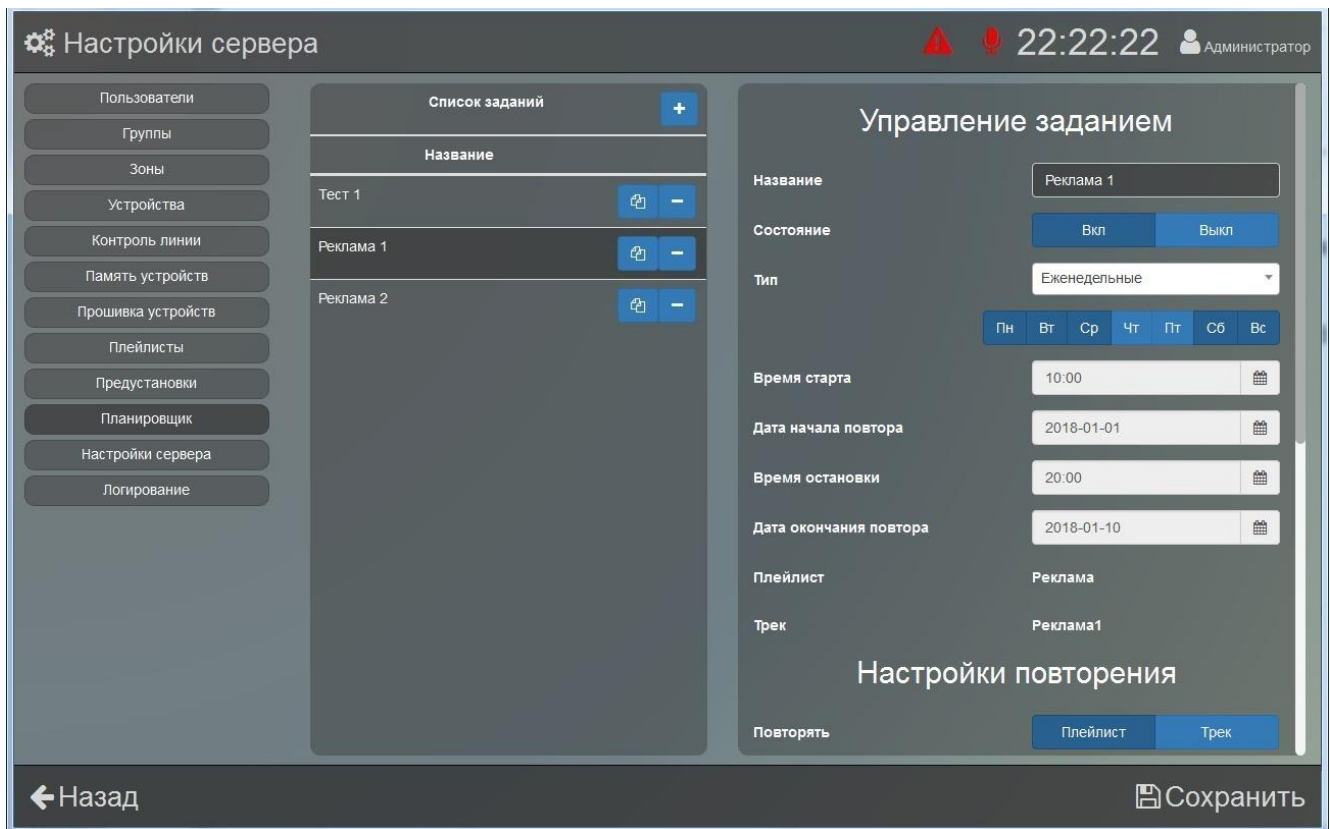 Настройки сервера
22:22:22
Администратор
Пользователи
Группы
Зоны
Устройства
Контроль линии
Память устройств
Прошивка устройств
Плейлисты
Предустановки
Планировщик
Настройки сервера
Логирование
Список заданий
+
Название
Тест 1
Реклама 1
Реклама 2
Управление заданием
Название Реклама 1
Состояние Вкл Выкл
Тип Еженедельные
Пн Вт Ср Чт Пт Сб Вс
Время старта 10:00
Дата начала повтора 2018-01-01
Время остановки 20:00
Дата окончания повтора 2018-01-10
Плейлист Реклама
Трек Реклама1
Настройки повторения
Повторять Плейлист Трек
Назад
Сохранить